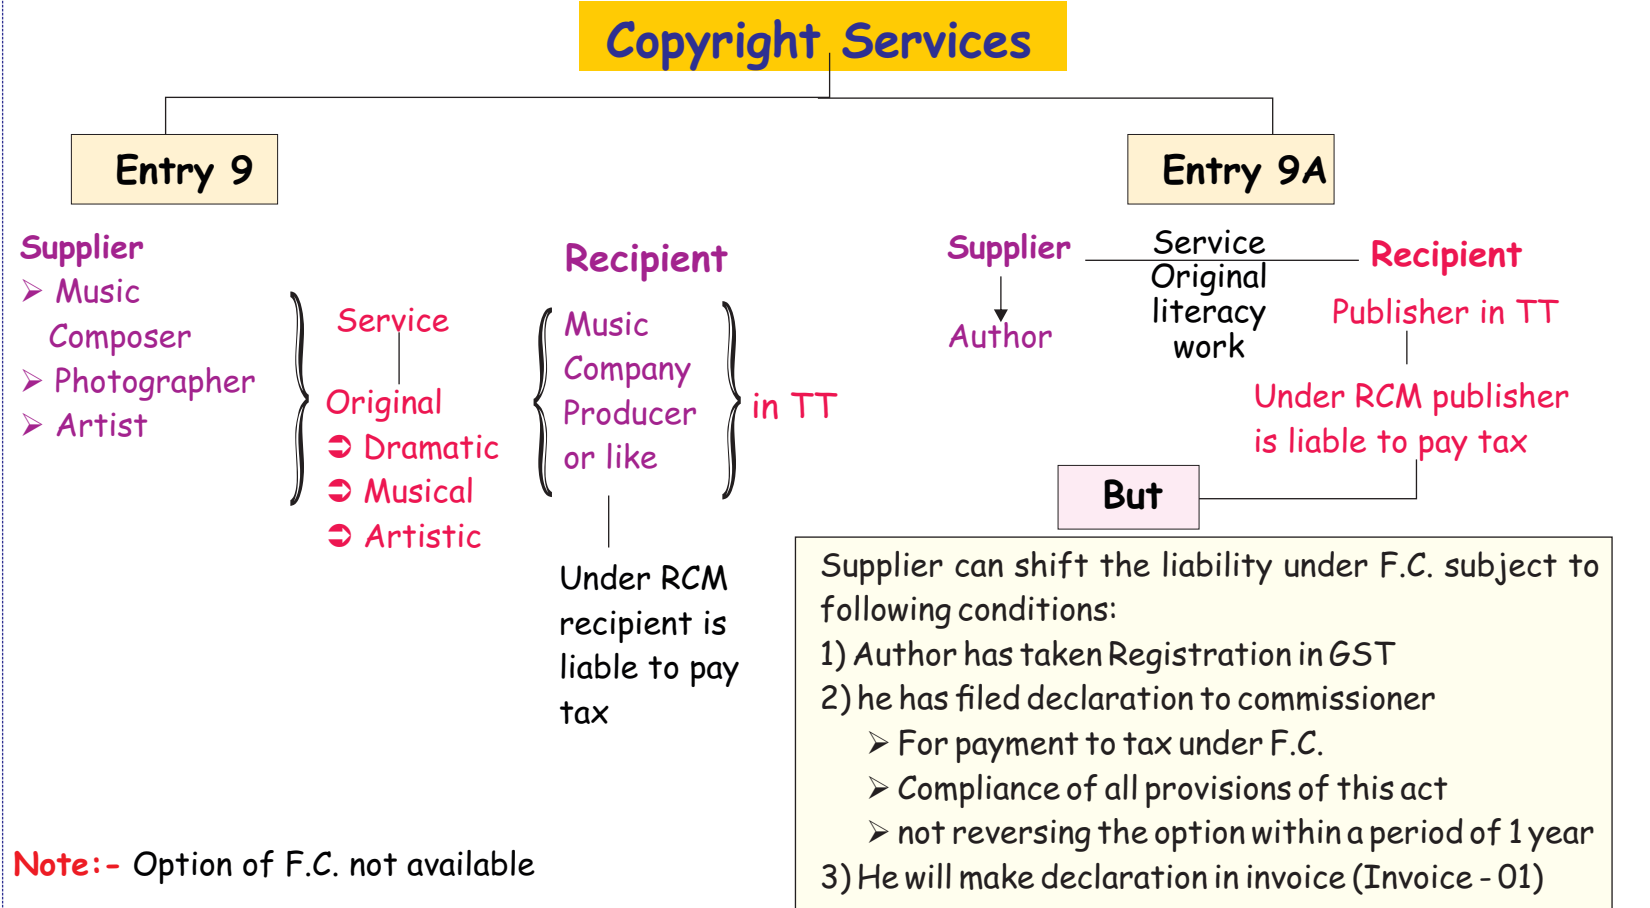 Copyright Services
Entry 9
Supplier
➢ Music
Composer
➢ Photographer
➢ Artist
Service
Original
➲ Dramatic
➲ Musical
➲ Artistic
Recipient
Music
Company
Producer
or like
in TT
Under RCM
recipient is
liable to pay
tax
Note:- Option of F.C. not available
Entry 9A
Supplier
Author
Service
Original
literacy
work
Recipient
Publisher in TT
Under RCM publisher
is liable to pay tax
But
Supplier can shift the liability under F.C. subject to
following conditions:
1) Author has taken Registration in GST
2) he has filed declaration to commissioner
➢ For payment to tax under F.C.
➢ Compliance of all provisions of this act
➢ not reversing the option within a period of 1 year
3) He will make declaration in invoice (Invoice - 01)